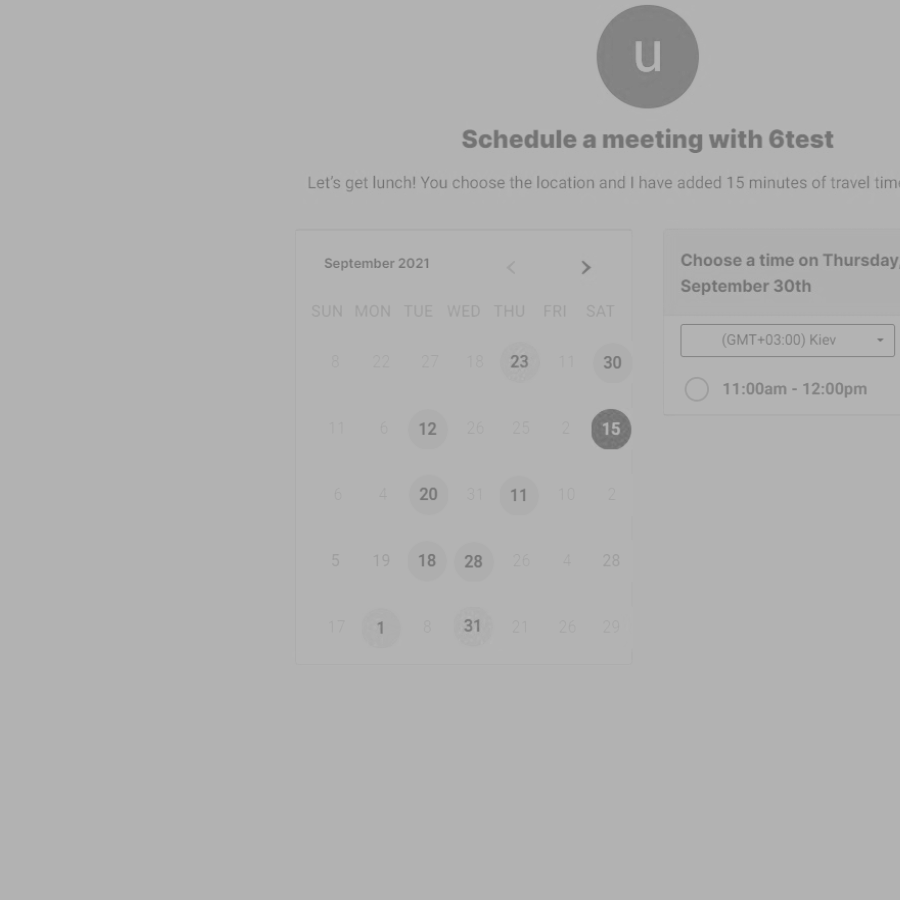 u
Schedule a meeting with 6test
Let's get lunch! You choose the location and I have added 15 minutes of travel
September 2021
SUN MON TUE WED THU FRI SAT
8 22 27 18 23 11 30
11 6 12 26 25 2 15
6 4 20 31 11 10 2
5 19 18 28 26 4 28
17 1 8 31 21 26 29
Choose a time on Thursday,
September 30th
(GMT+03:00) Kiev
11:00am - 12:00pm